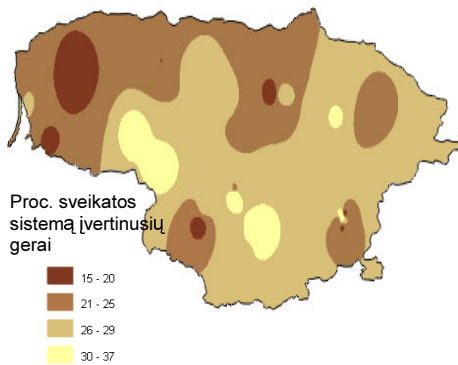 Proc. sveikatos
sistemą įvertinusių
gerai
15 - 20
21 - 25
26 - 29
30 - 37